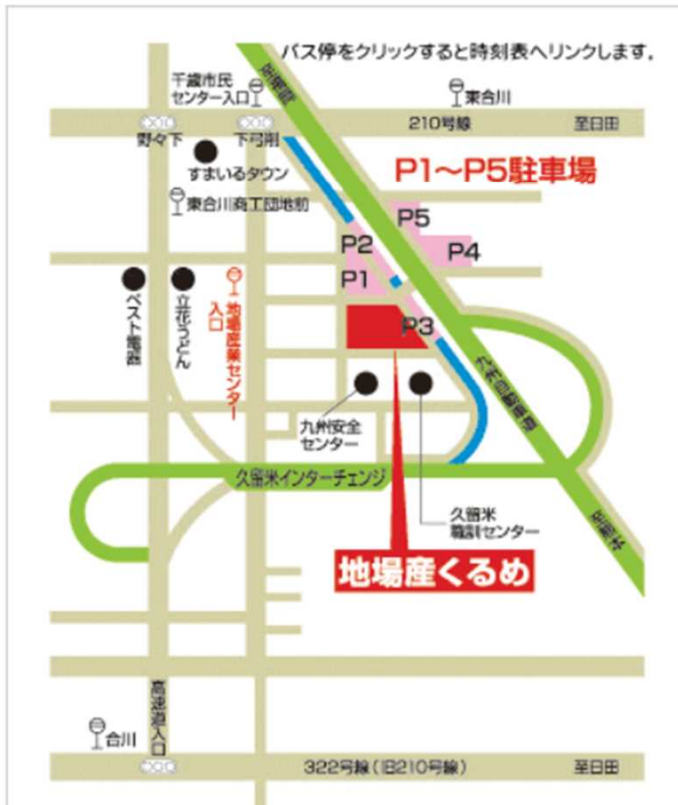 バス停をクリックすると時刻表へリンクします。
千歳市民
センター入口
東合川
210号線
至日田
野々下
下弓削
すまいるタウン
東合川商工団地前
P1～P5駐車場
P5
P2
P4
P1
P3
ベスト電器
立花うどん
地場産業センター
入口
九州自動車道
九州安全
センター
久留米インターチェンジ
久留米
職訓センター
地場産くるめ
高速道入口
合川
322号線（旧210号線）
至日田